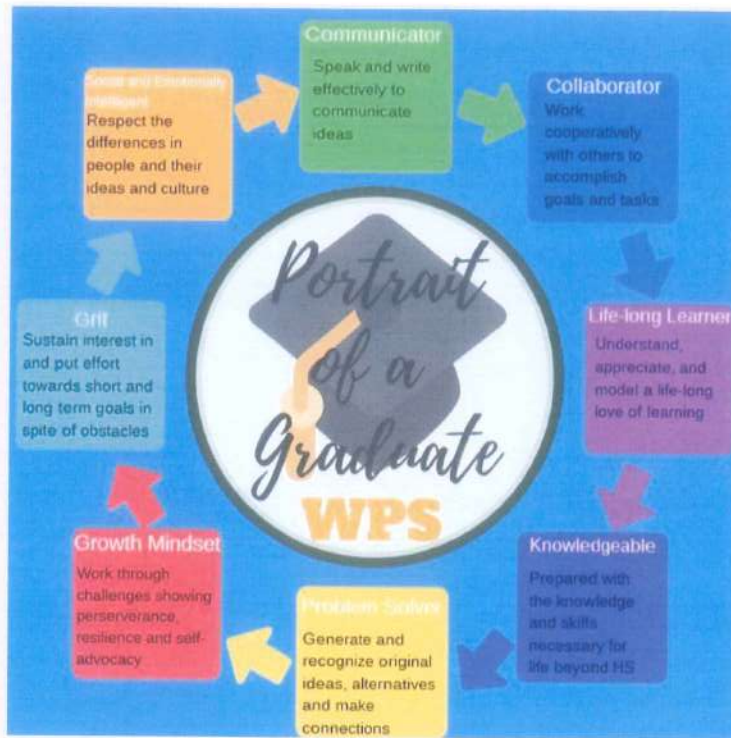 Communicator
Speak and write
effectively to
communicate
ideas
Collaborator
Work
cooperatively
with others to
accomplish
goals and tasks
Life-long Learner
Understand,
appreciate, and
model a life-long
love of learning
Knowledgeable
Prepared with
the knowledge
and skills
necessary for
life beyond HS
Problem Solver
Generate and
recognize original
ideas, alternatives
and make
connections
Growth Mindset
Work through
challenges showing
perserverance,
resilience and self-
advocacy
Grit
Sustain interest in
and put effort
towards short and
long term goals in
spite of obstacles
Social and Emotionally
Intelligent
Respect the
differences in
people and their
ideas and culture
Portrait
of a
Graduate
WPS